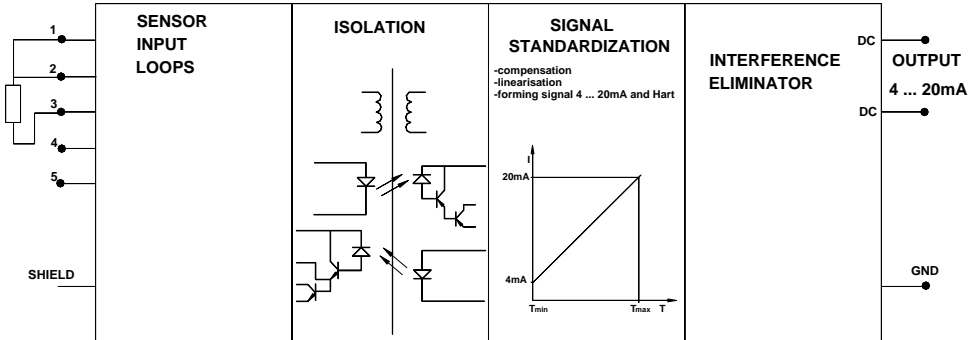 1
2
3
4
5
SHIELD
SENSOR
INPUT
LOOPS
ISOLATION
SIGNAL
STANDARDIZATION
-compensation
-linearisation
-forming signal 4 ... 20mA and Hart
I
20mA
4mA
Tmin
Tmax
T
INTERFERENCE
ELIMINATOR
DC
DC
OUTPUT
4 ... 20mA
GND